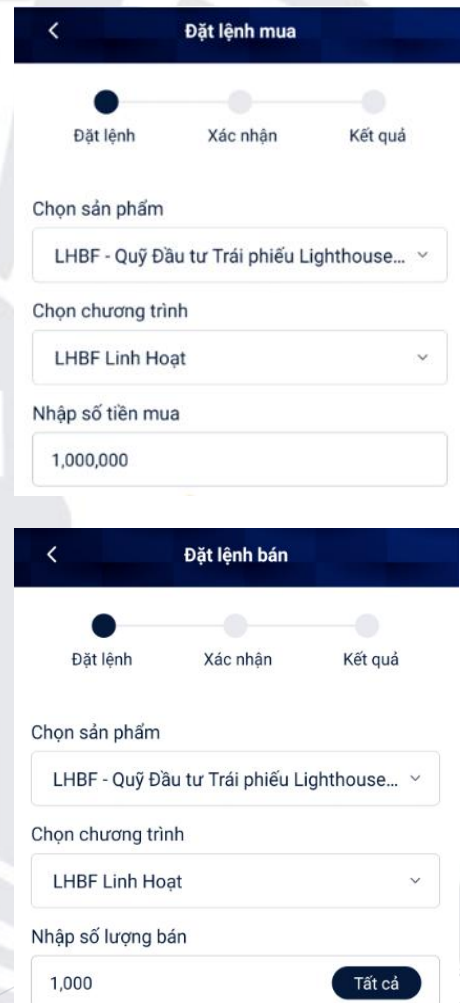 Đặt lệnh mua
Đặt lệnh Xác nhận Kết quả
Chọn sản phẩm
LHBF - Quỹ Đầu tư Trái phiếu Lighthouse...
Chọn chương trình
LHBF Linh Hoạt
Nhập số tiền mua
1,000,000
Đặt lệnh bán
Đặt lệnh Xác nhận Kết quả
Chọn sản phẩm
LHBF - Quỹ Đầu tư Trái phiếu Lighthouse...
Chọn chương trình
LHBF Linh Hoạt
Nhập số lượng bán
1,000 Tất cả